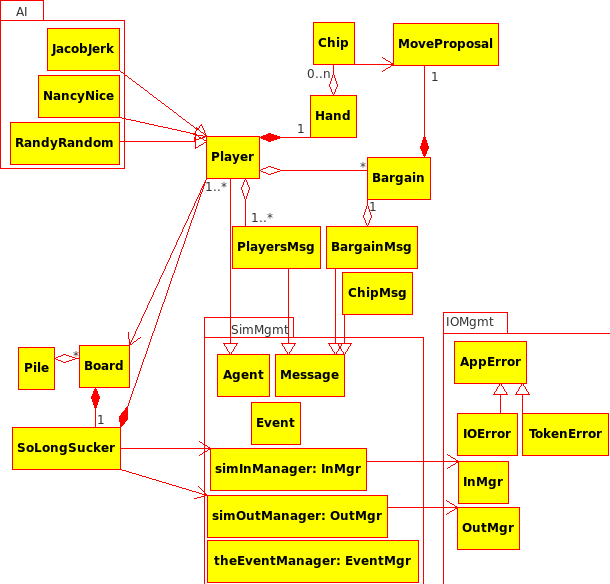 AI
JacobJerk
Chip
MoveProposal
0..n
1
NancyNice
Hand
1
RandyRandom
Player
*
Bargain
1..*
1
1..*
PlayersMsg
BargainMsg
ChipMsg
SimMgmt
IOMgmt
*
Pile
Board
Agent
Message
AppError
1
Event
SoLongSucker
IOError
TokenError
simInManager: InMgr
InMgr
simOutManager: OutMgr
OutMgr
theEventManager: EventMgr